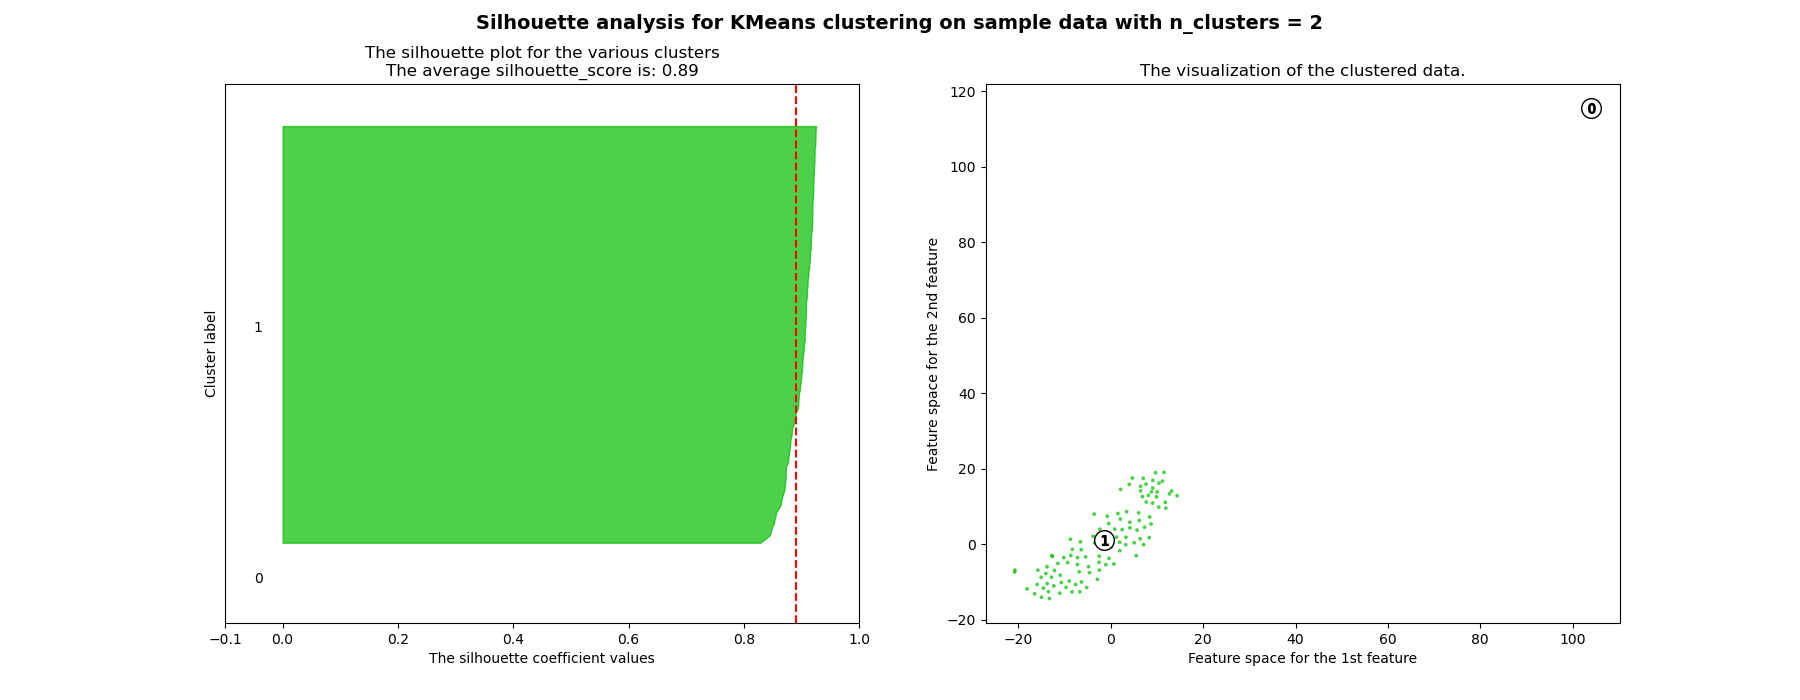 Silhouette analysis for KMeans clustering on sample data with n_clusters = 2
The silhouette plot for the various clusters
The average silhouette_score is: 0.89
Cluster label
1
0
−0.1 0.0 0.2 0.4 0.6 0.8 1.0
The silhouette coefficient values
The visualization of the clustered data.
Feature space for the 2nd feature
120
100
80
60
40
20
0
−20
0
1
−20 0 20 40 60 80 100
Feature space for the 1st feature